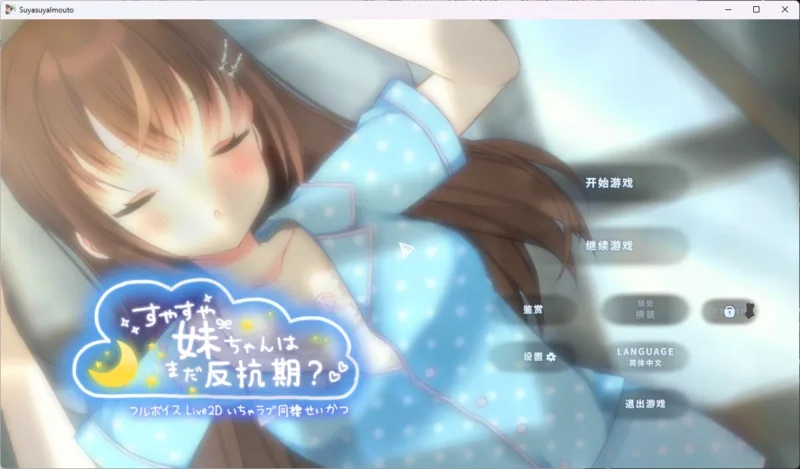 SuyasuyaImouto
开始游戏
继续游戏
鉴赏
换装
设置
LANGUAGE
简体中文
退出游戏
すやすや
妹ちゃんは
まだ反抗期？
フルボイス Live2D いちゃラブ同棲せいかつ